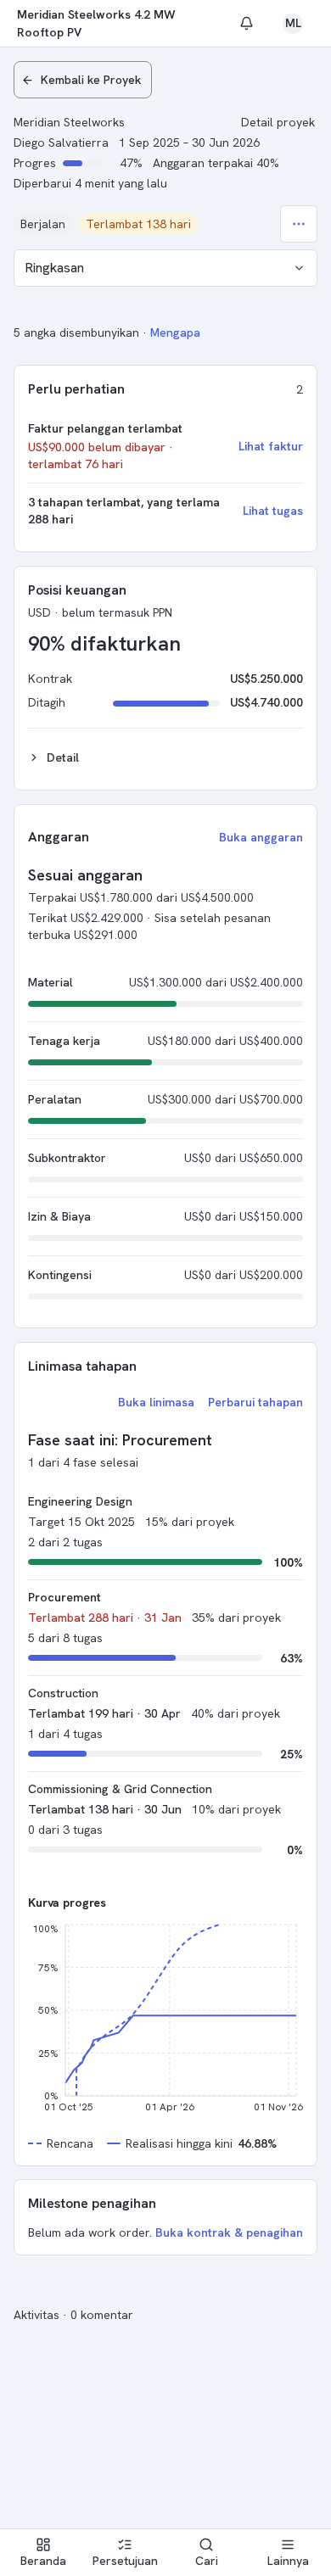 Meridian Steelworks 4.2 MW
Rooftop PV
ML
Kembali ke Proyek
Meridian Steelworks Detail proyek
Diego Salvatierra 1 Sep 2025 – 30 Jun 2026
Progres 47% Anggaran terpakai 40%
Diperbarui 4 menit yang lalu
Berjalan Terlambat 138 hari
Ringkasan
5 angka disembunyikan · Mengapa
Perlu perhatian 2
Faktur pelanggan terlambat
US$90.000 belum dibayar ·
terlambat 76 hari
Lihat faktur
3 tahapan terlambat, yang terlama
288 hari
Lihat tugas
Posisi keuangan
USD · belum termasuk PPN
90% difakturkan
Kontrak US$5.250.000
Ditagih US$4.740.000
Detail
Anggaran Buka anggaran
Sesuai anggaran
Terpakai US$1.780.000 dari US$4.500.000
Terikat US$2.429.000 · Sisa setelah pesanan
terbuka US$291.000
Material US$1.300.000 dari US$2.400.000
Tenaga kerja US$180.000 dari US$400.000
Peralatan US$300.000 dari US$700.000
Subkontraktor US$0 dari US$650.000
Izin & Biaya US$0 dari US$150.000
Kontingensi US$0 dari US$200.000
Linimasa tahapan
Buka linimasa Perbarui tahapan
Fase saat ini: Procurement
1 dari 4 fase selesai
Engineering Design
Target 15 Okt 2025 15% dari proyek
2 dari 2 tugas
100%
Procurement
Terlambat 288 hari · 31 Jan 35% dari proyek
5 dari 8 tugas
63%
Construction
Terlambat 199 hari · 30 Apr 40% dari proyek
1 dari 4 tugas
25%
Commissioning & Grid Connection
Terlambat 138 hari · 30 Jun 10% dari proyek
0 dari 3 tugas
0%
Kurva progres
100%
75%
50%
25%
0%
01 Oct '25 01 Apr '26 01 Nov '26
Rencana Realisasi hingga kini 46.88%
Milestone penagihan
Belum ada work order. Buka kontrak & penagihan
Aktivitas · 0 komentar
Beranda Persetujuan Cari Lainnya